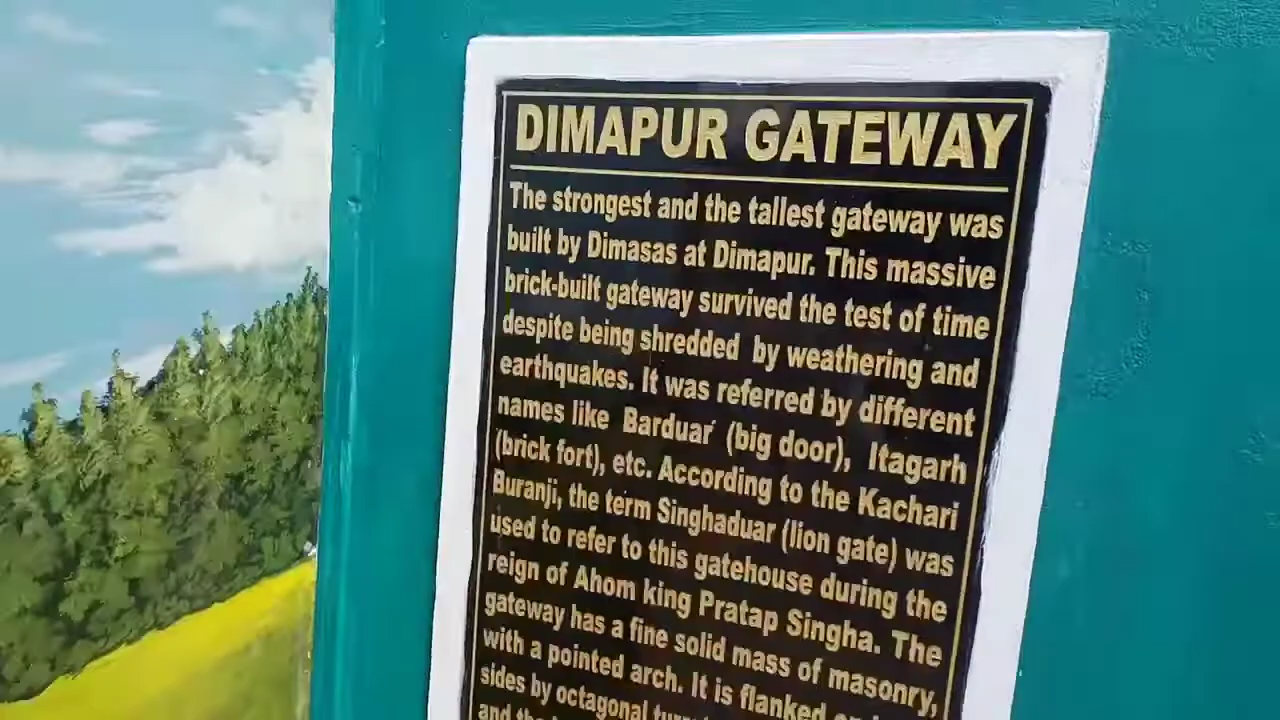 DIMAPUR GATEWAY
The strongest and the tallest gateway was
built by Dimasas at Dimapur. This massive
brick-built gateway survived the test of time
despite being shredded by weathering and
earthquakes. It was referred by different
names like Barduar (big door), Itagarh
(brick fort), etc. According to the Kachari
Buranji, the term Singhaduar (lion gate) was
used to refer to this gatehouse during the
reign of Ahom king Pratap Singha. The
gateway has a fine solid mass of masonry,
with a pointed arch. It is flanked
sides by octagonal
and the